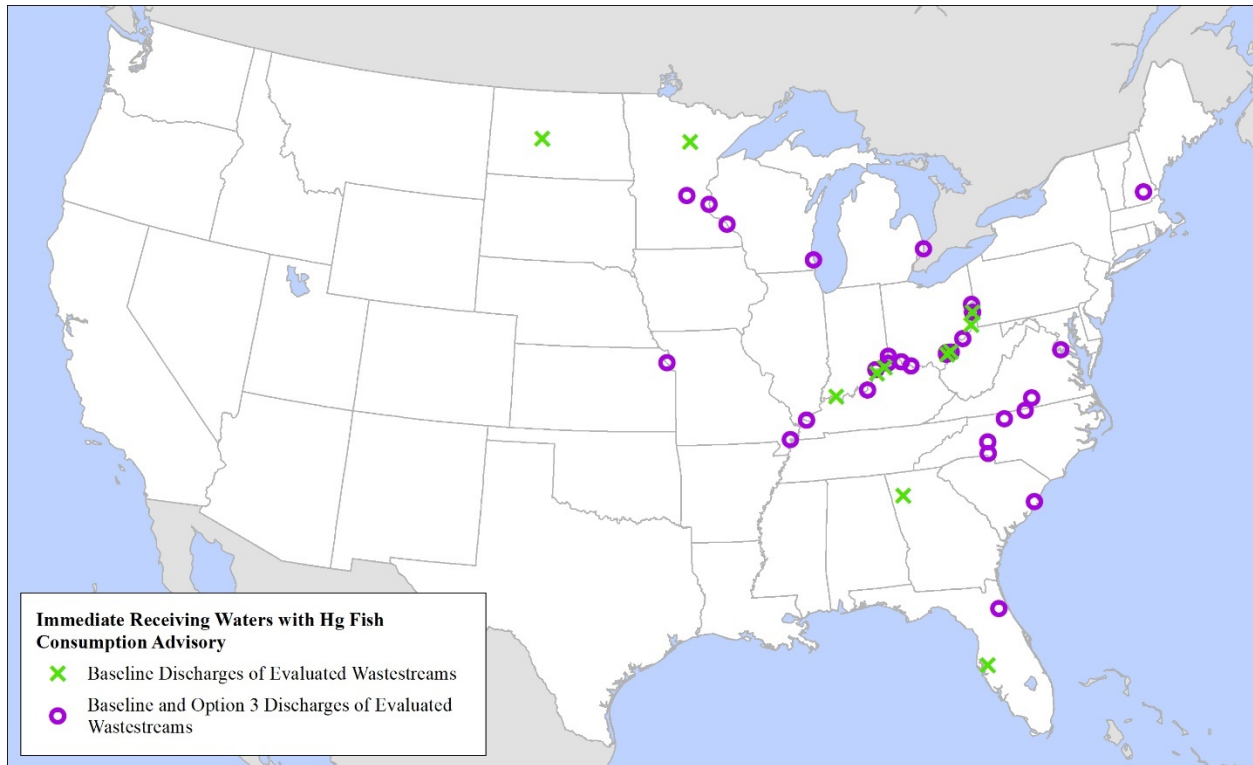 Immediate Receiving Waters with Hg Fish
Consumption Advisory
Baseline Discharges of Evaluated Wastestreams
Baseline and Option 3 Discharges of Evaluated
Wastestreams